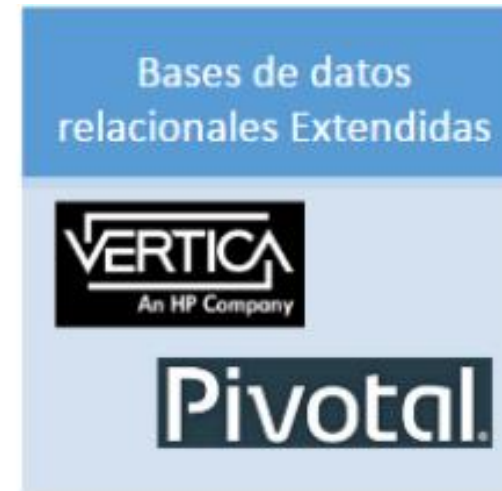 Bases de datos
relacionales Extendidas
VERTICA
An HP Company
Pivotal.